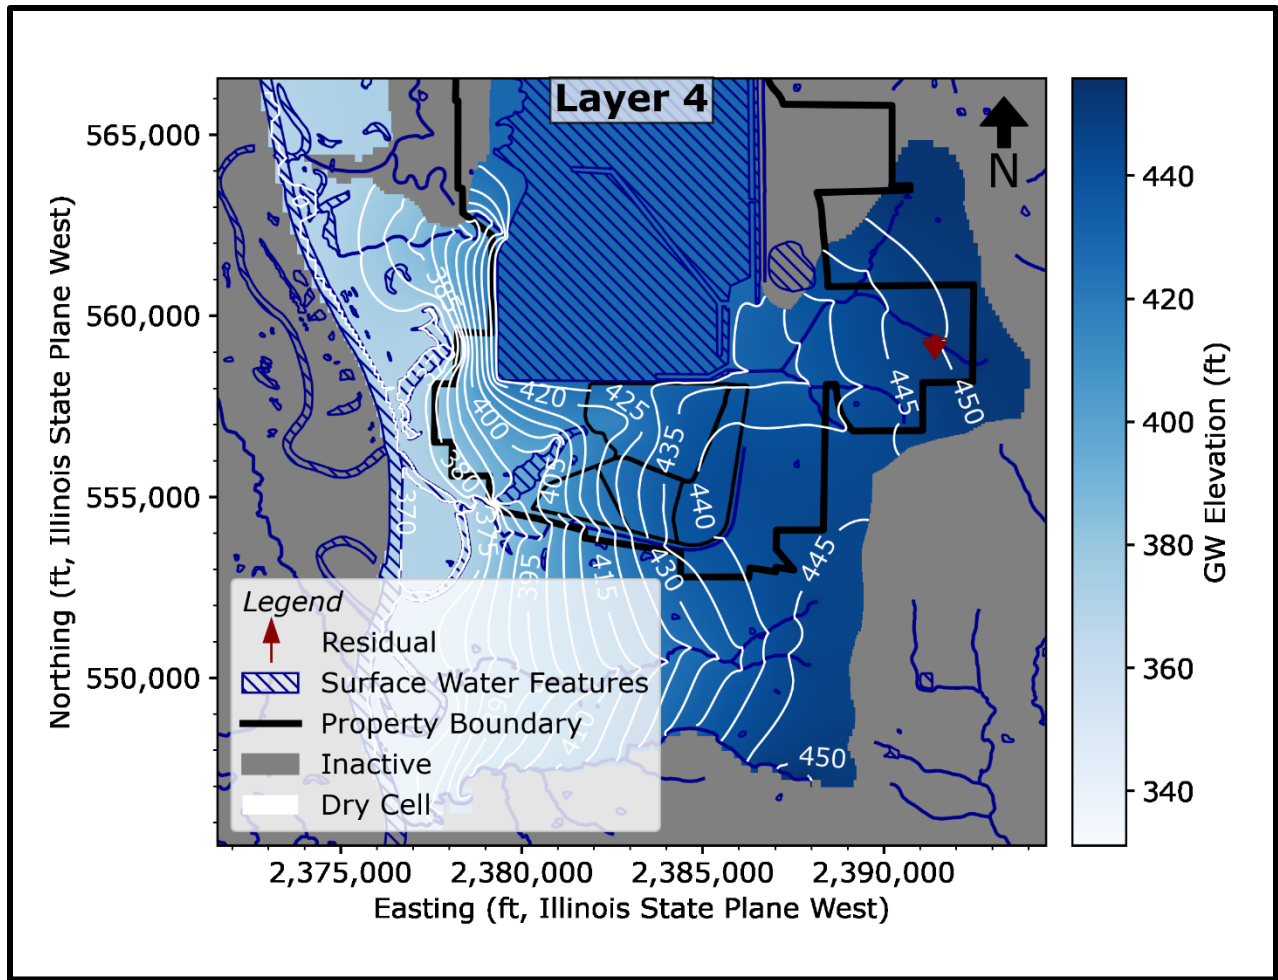 Layer 4
N
565,000
560,000
555,000
550,000
Northing (ft, Illinois State Plane West)
2,375,000
2,380,000
2,385,000
2,390,000
Easting (ft, Illinois State Plane West)
440
420
400
380
360
340
GW Elevation (ft)
385
420
425
400
435
445
450
380
405
440
370
375
395
415
430
445
410
450
Legend
Residual
Surface Water Features
Property Boundary
Inactive
Dry Cell